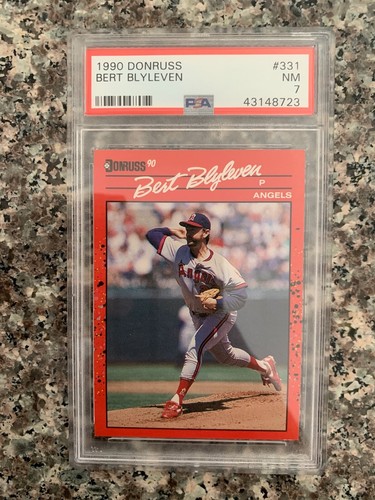 1990 DONRUSS #331
BERT BLYLEVEN NM
7
PSA 43148723
DONRUSS '90
Bert Blyleven
P
ANGELS